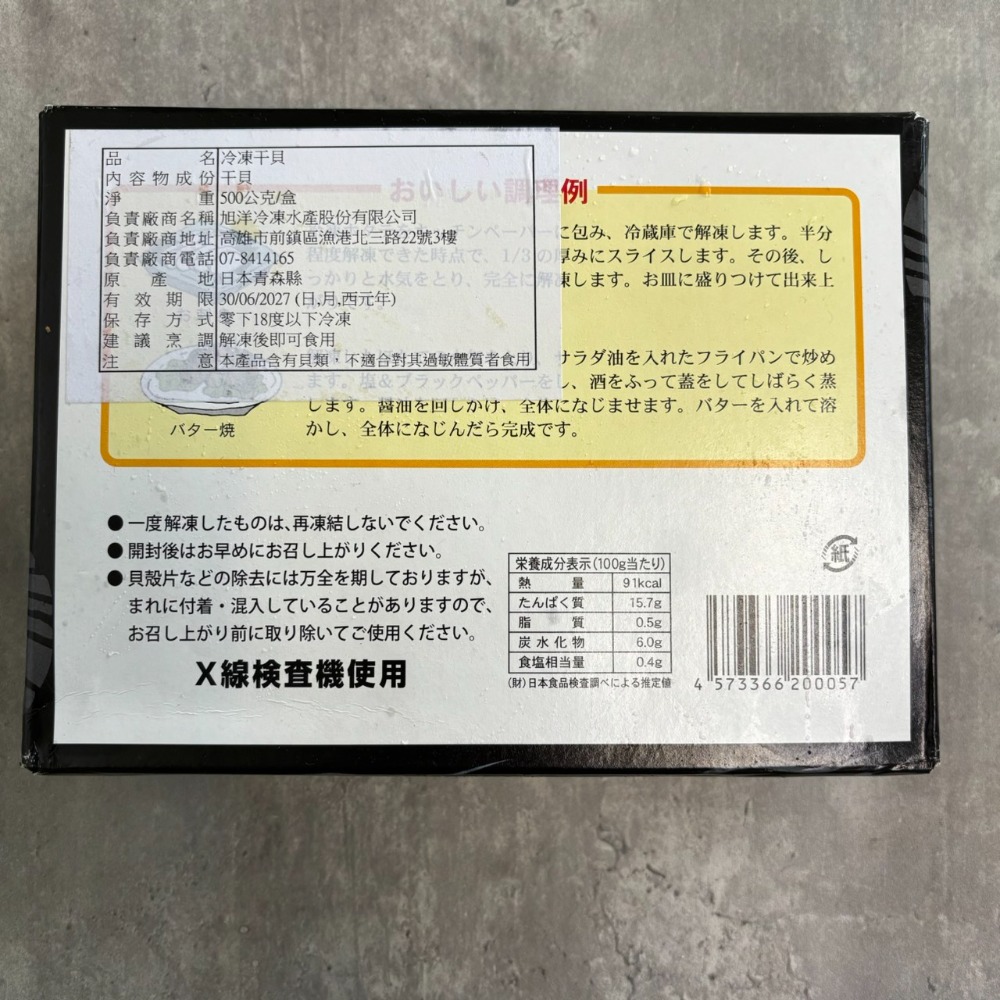 品名 冷凍干貝
內容物成份 干貝
淨重 500公克/盒
負責廠商名稱 旭洋冷凍水產股份有限公司
負責廠商地址 高雄市前鎮區漁港北三路22號3樓
負責廠商電話 07-8414165
原產地 日本青森縣
有效期限 30/06/2027 (日,月,西元年)
保存方式 零下18度以下冷凍
建議烹調 解凍後即可食用
注意 本產品含有貝類，不適合對其過敏體質者食用
おいしい調理例
ンペーパーに包み、冷蔵庫で解凍します。半分
程度解凍できた時点で、1/3の厚みにスライスします。その後、し
っかりと水気をとり、完全に解凍します。お皿に盛りつけて出来上
サラダ油を入れたフライパンで炒め
ます。塩&ブラックペッパーをし、酒をふって蓋をしてしばらく蒸
します。醤油を回しかけ、全体になじませます。バターを入れて溶
かし、全体になじんだら完成です。
バター焼
●一度解凍したものは、再凍結しないでください。
●開封後はお早めにお召し上がりください。
●貝殻片などの除去には万全を期しておりますが、
まれに付着・混入していることがありますので、
お召し上がり前に取り除いてご使用ください。
X線検査機使用
栄養成分表示(100g当たり)
熱量 91kcal
たんぱく質 15.7g
脂質 0.5g
炭水化物 6.0g
食塩相当量 0.4g
(財)日本食品検査調べによる推定値
紙
4 573366 200057